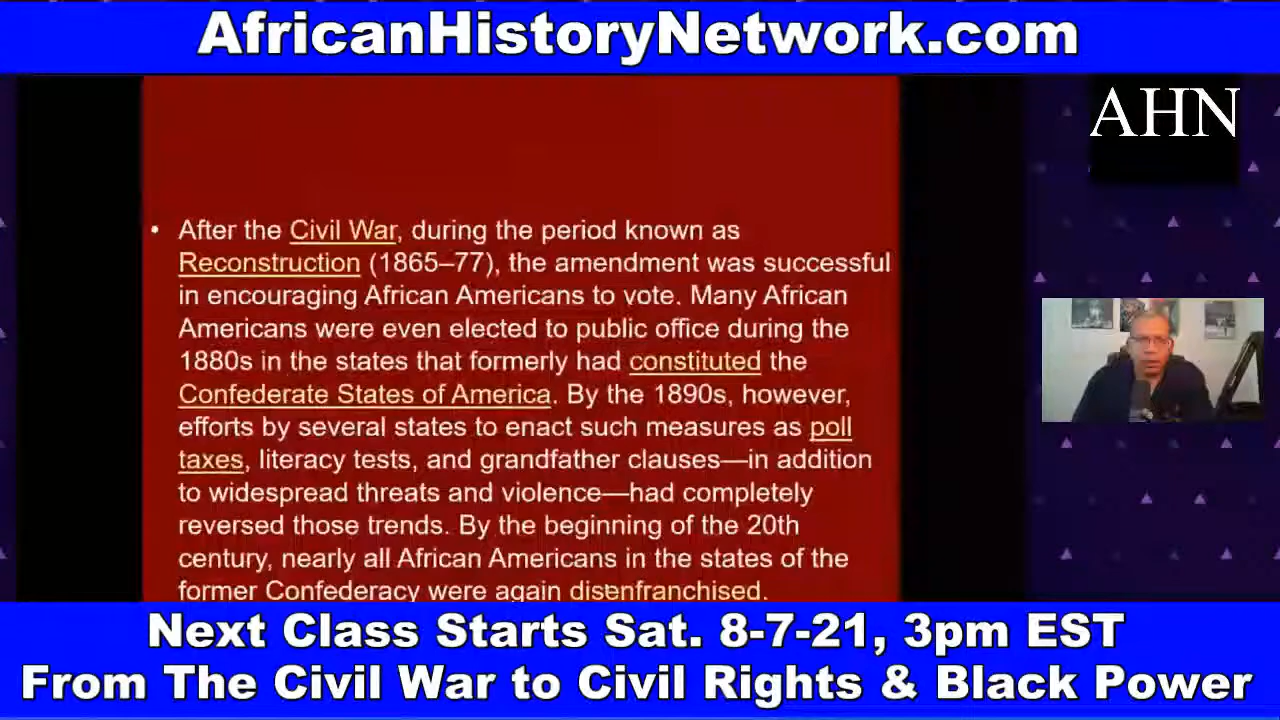 AfricanHistoryNetwork.com
AHN
• After the Civil War, during the period known as
Reconstruction (1865–77), the amendment was successful
in encouraging African Americans to vote. Many African
Americans were even elected to public office during the
1880s in the states that formerly had constituted the
Confederate States of America. By the 1890s, however,
efforts by several states to enact such measures as poll
taxes, literacy tests, and grandfather clauses—in addition
to widespread threats and violence—had completely
reversed those trends. By the beginning of the 20th
century, nearly all African Americans in the states of the
former Confederacy were again disenfranchised.
Next Class Starts Sat. 8-7-21, 3pm EST
From The Civil War to Civil Rights & Black Power